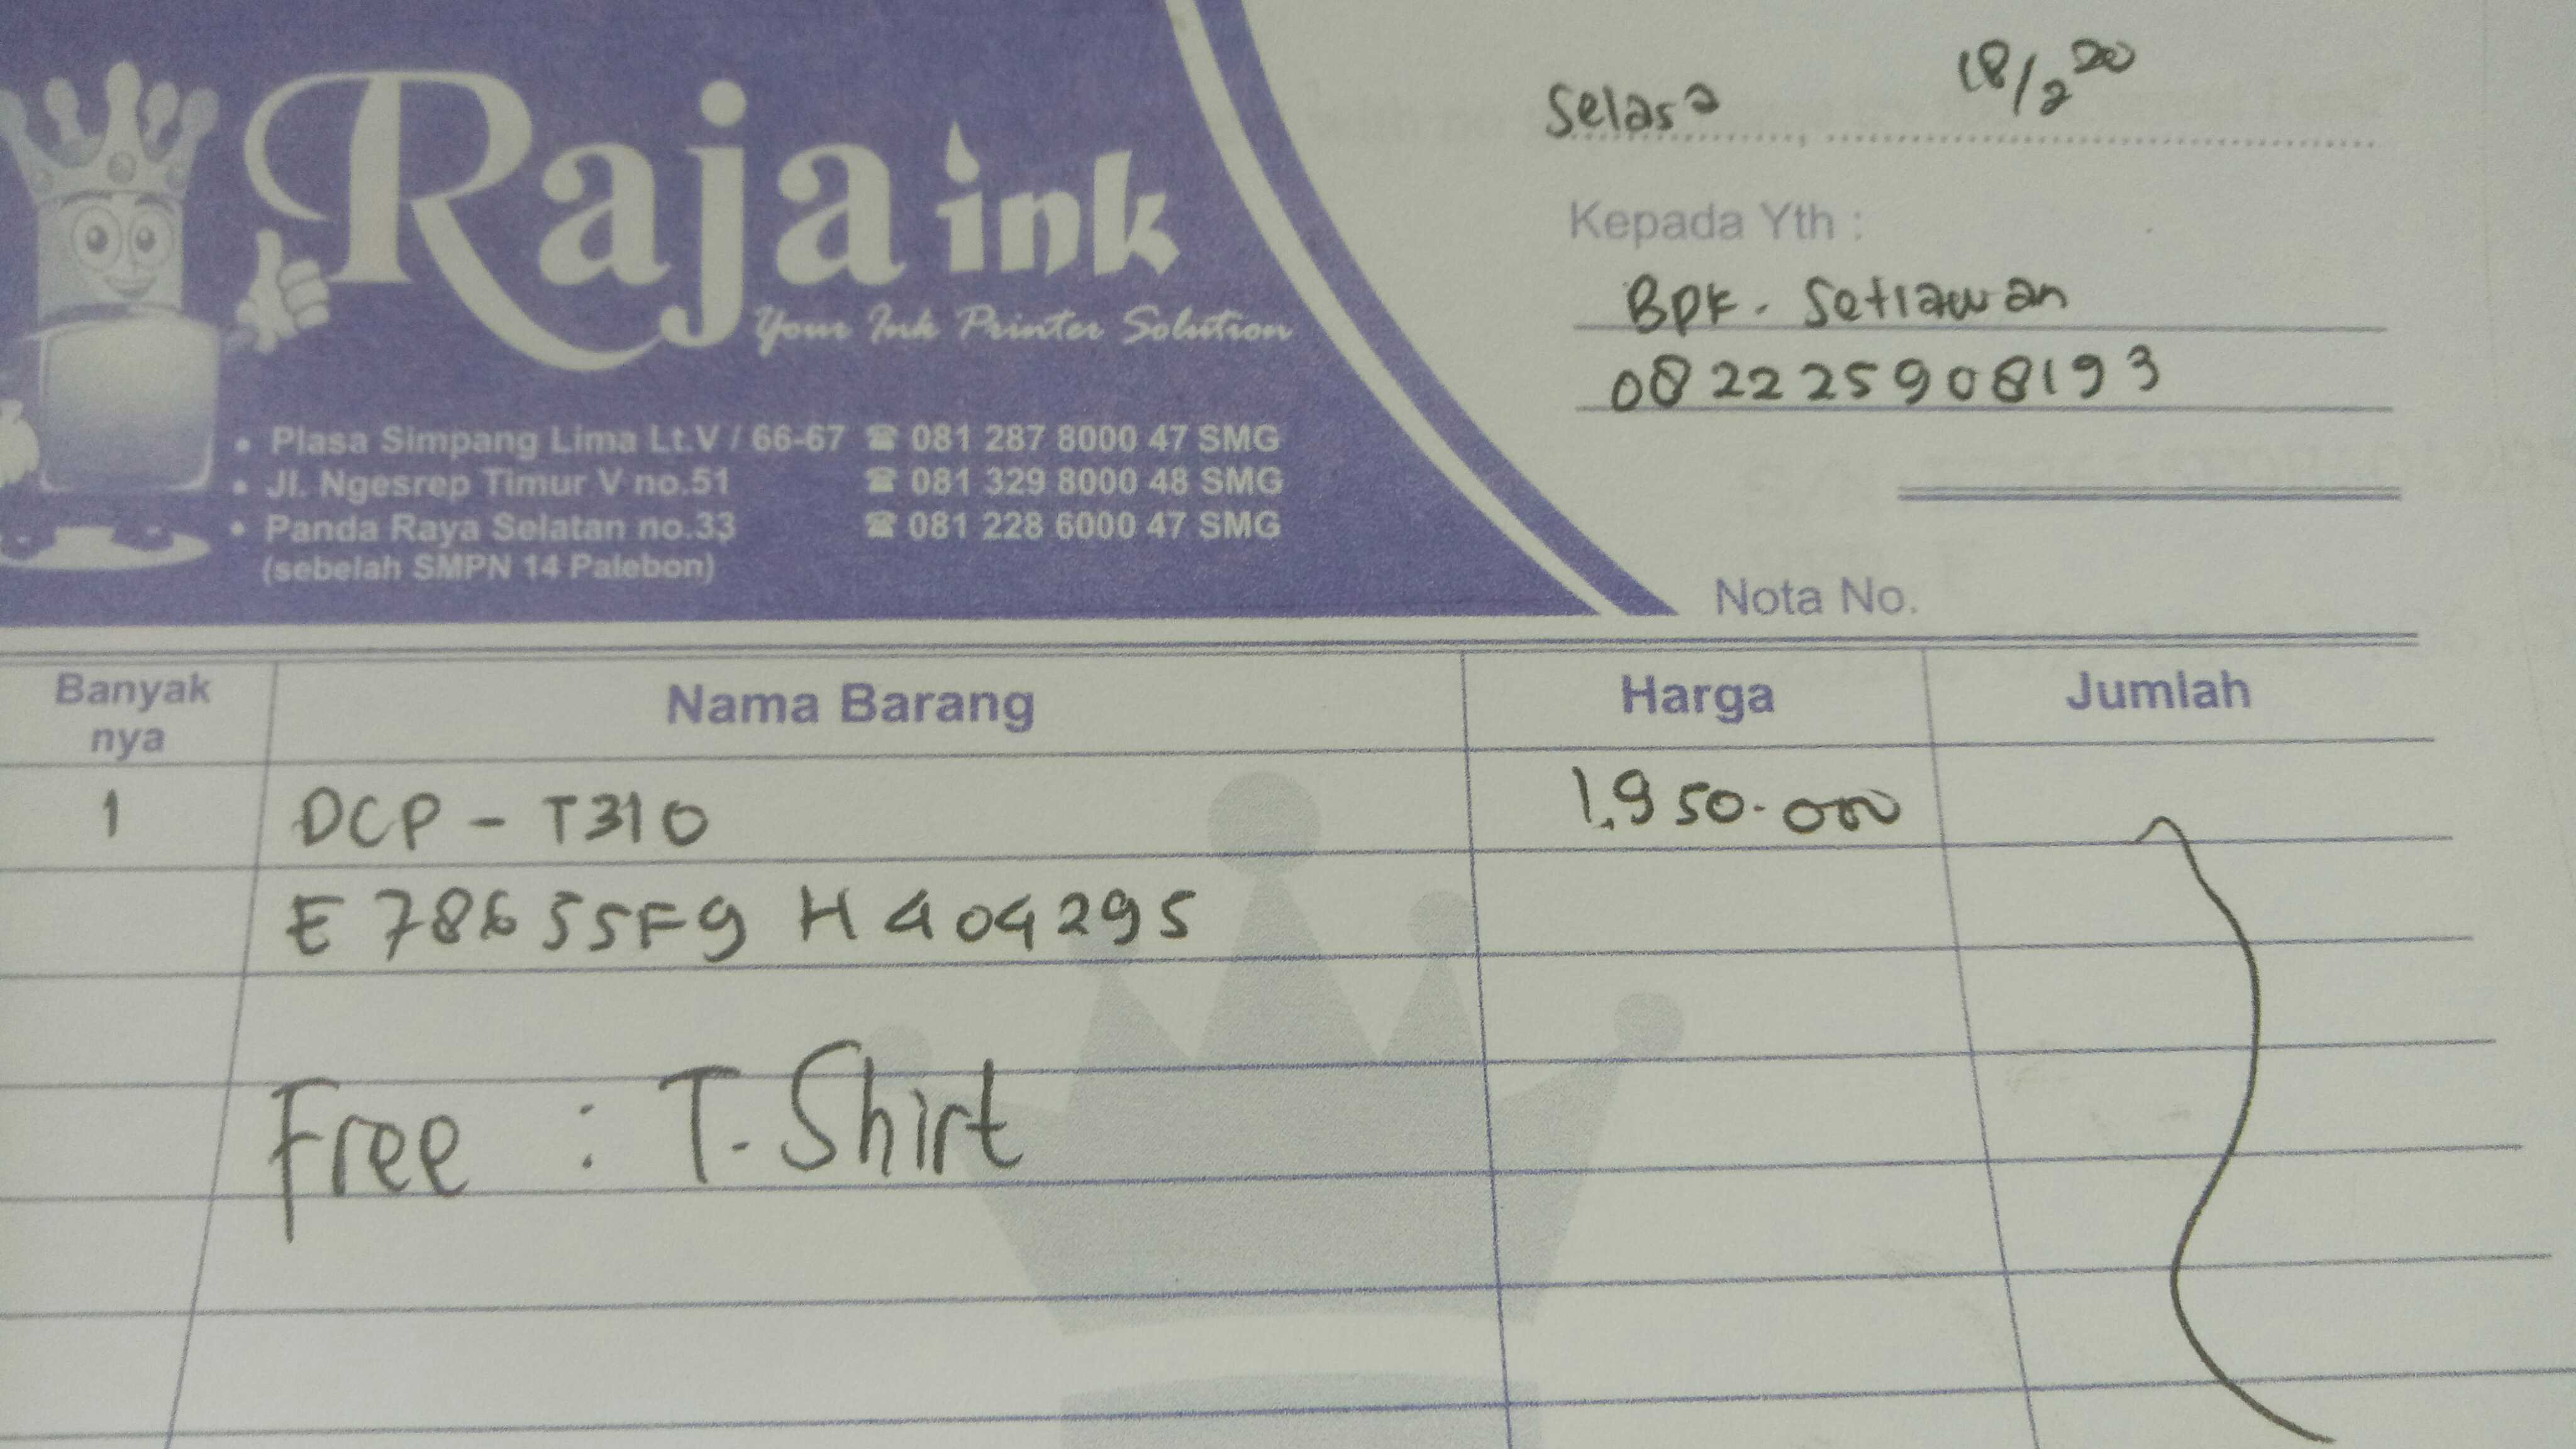 Raja ink
Your Ink Printer Solution
• Plasa Simpang Lima Lt.V / 66-67 ☎ 081 287 8000 47 SMG
• Jl. Ngesrep Timur V no.51 ☎ 081 329 8000 48 SMG
• Panda Raya Selatan no.33 ☎ 081 228 6000 47 SMG
(sebelah SMPN 14 Palebon)
Selasa, 18/2 20
Kepada Yth :
Bpk. Setiawan
082225908193
Nota No.
Banyak nya Nama Barang Harga Jumlah
1 DCP - T310 1.950.000
E78655F9H404295
Free : T-Shirt